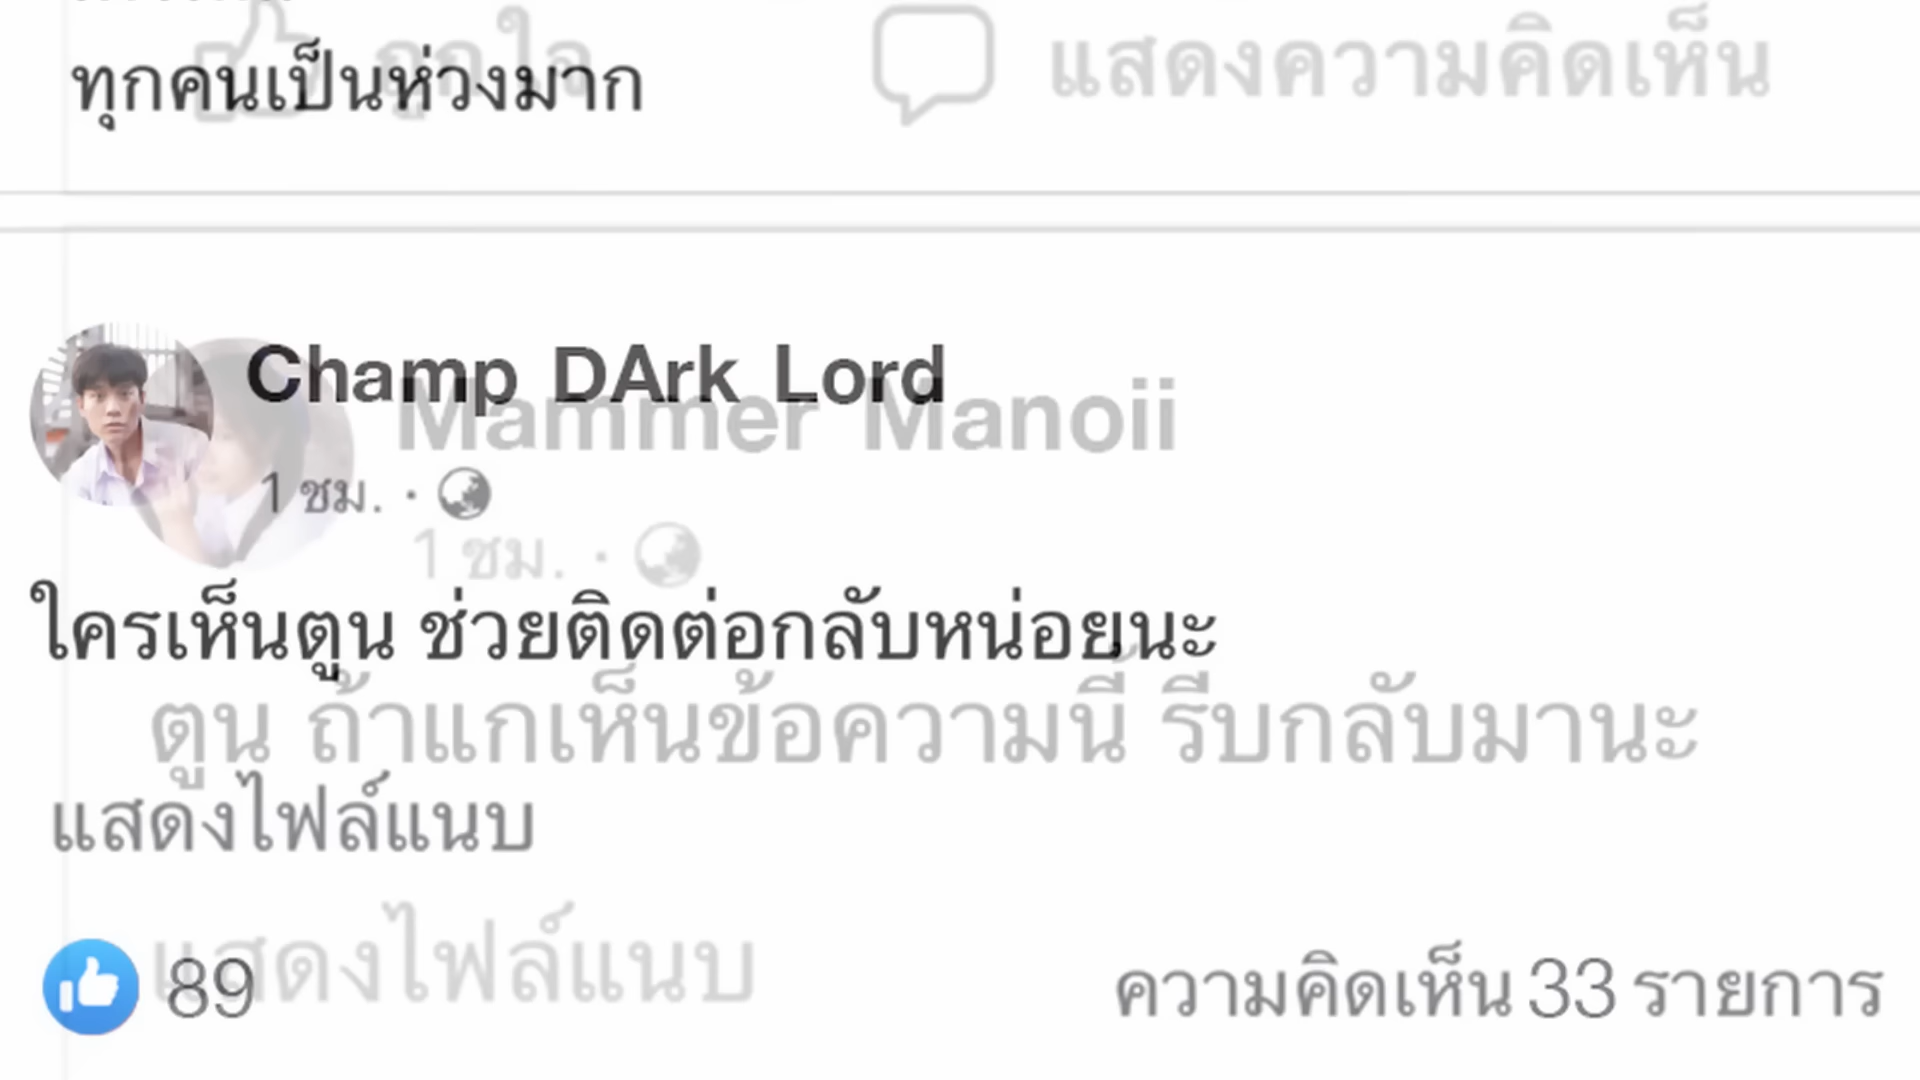 ถูกใจ
แสดงความคิดเห็น
ทุกคนเป็นห่วงมาก
Champ DArk Lord
Mammer Manoii
1 ชม. ·
1 ชม. ·
ใครเห็นตูน ช่วยติดต่อกลับหน่อยนะ
ตูน ถ้าแกเห็นข้อความนี้ รีบกลับมานะ
แสดงไฟล์แนบ
แสดงไฟล์แนบ
89
ความคิดเห็น 33 รายการ